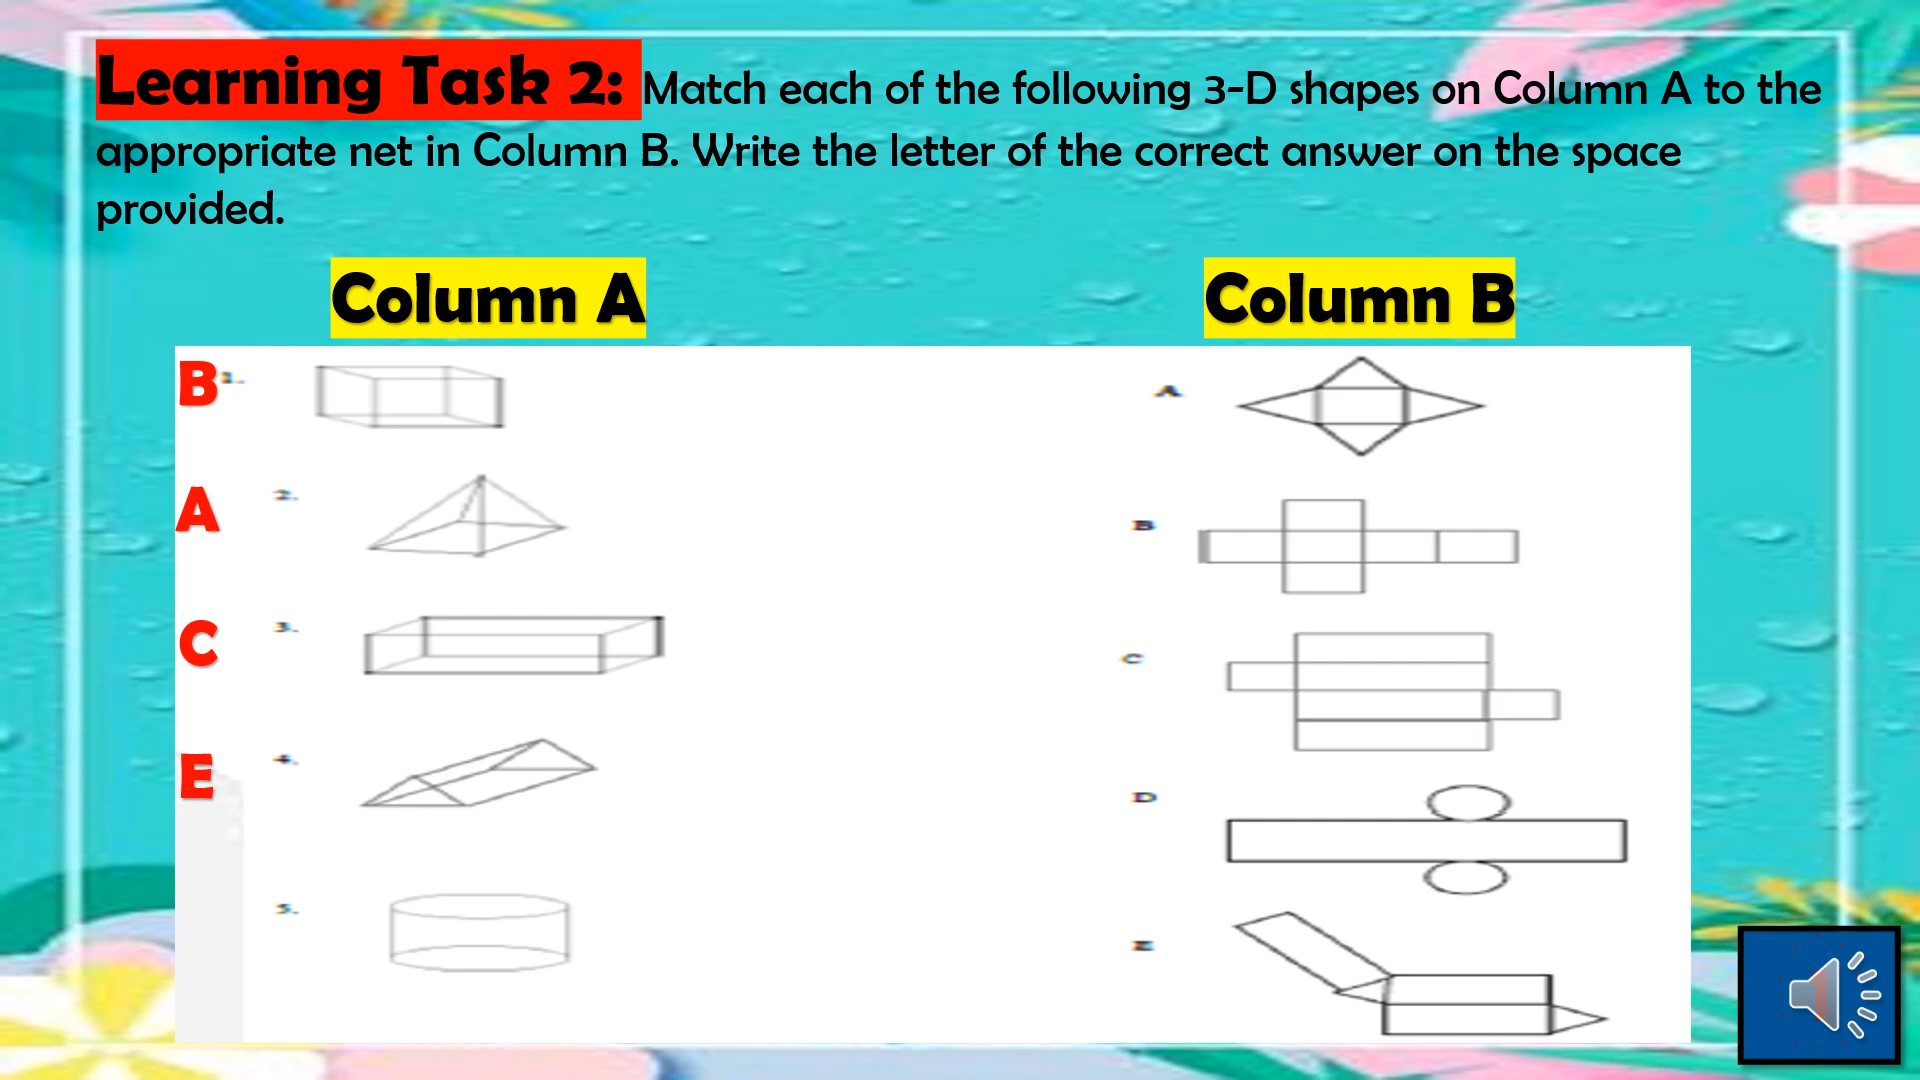 Learning Task 2: Match each of the following 3-D shapes on Column A to the
appropriate net in Column B. Write the letter of the correct answer on the space
provided.
Column A Column B
B 1. A
A 2. B
C 3. C
E 4. D
5. E